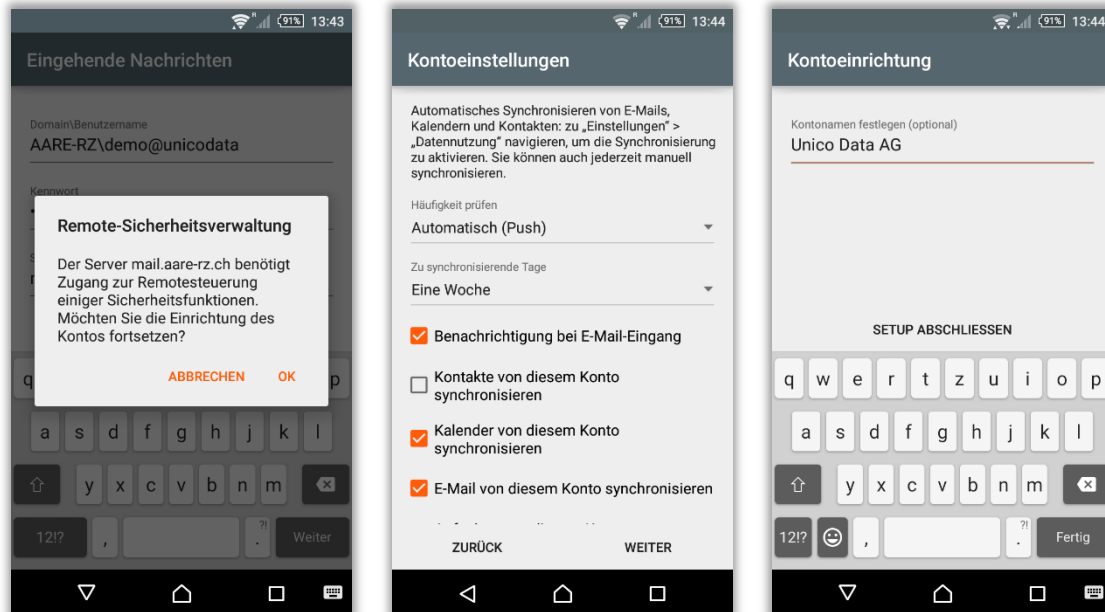 R 91% 13:43
Eingehende Nachrichten
Domain\Benutzername
AARE-RZ\demo@unicodata
Kennwort
Remote-Sicherheitsverwaltung
Der Server mail.aare-rz.ch benötigt
Zugang zur Remotesteuerung
einiger Sicherheitsfunktionen.
Möchten Sie die Einrichtung des
Kontos fortsetzen?
ABBRECHEN OK
q p
a s d f g h j k l
y x c v b n m
12!? , ?! . Weiter
R 91% 13:44
Kontoeinstellungen
Automatisches Synchronisieren von E-Mails,
Kalendern und Kontakten: zu „Einstellungen" >
„Datennutzung" navigieren, um die Synchronisierung
zu aktivieren. Sie können auch jederzeit manuell
synchronisieren.
Häufigkeit prüfen
Automatisch (Push)
Zu synchronisierende Tage
Eine Woche
Benachrichtigung bei E-Mail-Eingang
Kontakte von diesem Konto
synchronisieren
Kalender von diesem Konto
synchronisieren
E-Mail von diesem Konto synchronisieren
ZURÜCK WEITER
R 91% 13:44
Kontoeinrichtung
Kontonamen festlegen (optional)
Unico Data AG
SETUP ABSCHLIESSEN
q w e r t z u i o p
a s d f g h j k l
y x c v b n m
12!? , ?! . Fertig